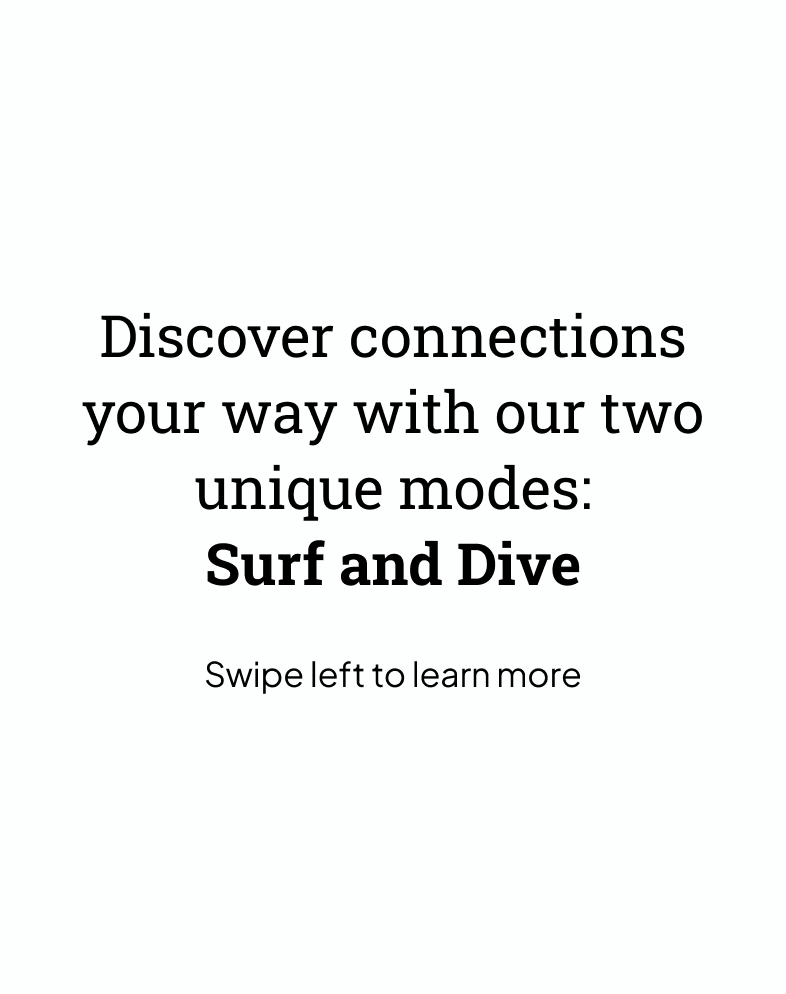 Discover connections
your way with our two
unique modes:
Surf and Dive
Swipe left to learn more